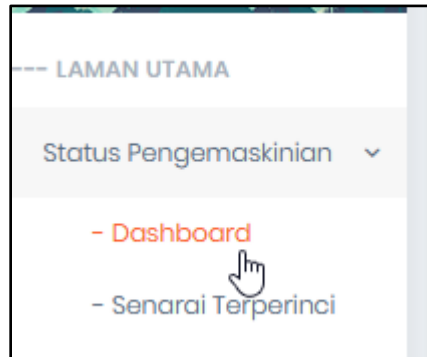 --- LAMAN UTAMA
Status Pengemaskinian
- Dashboard
- Senarai Terperinci